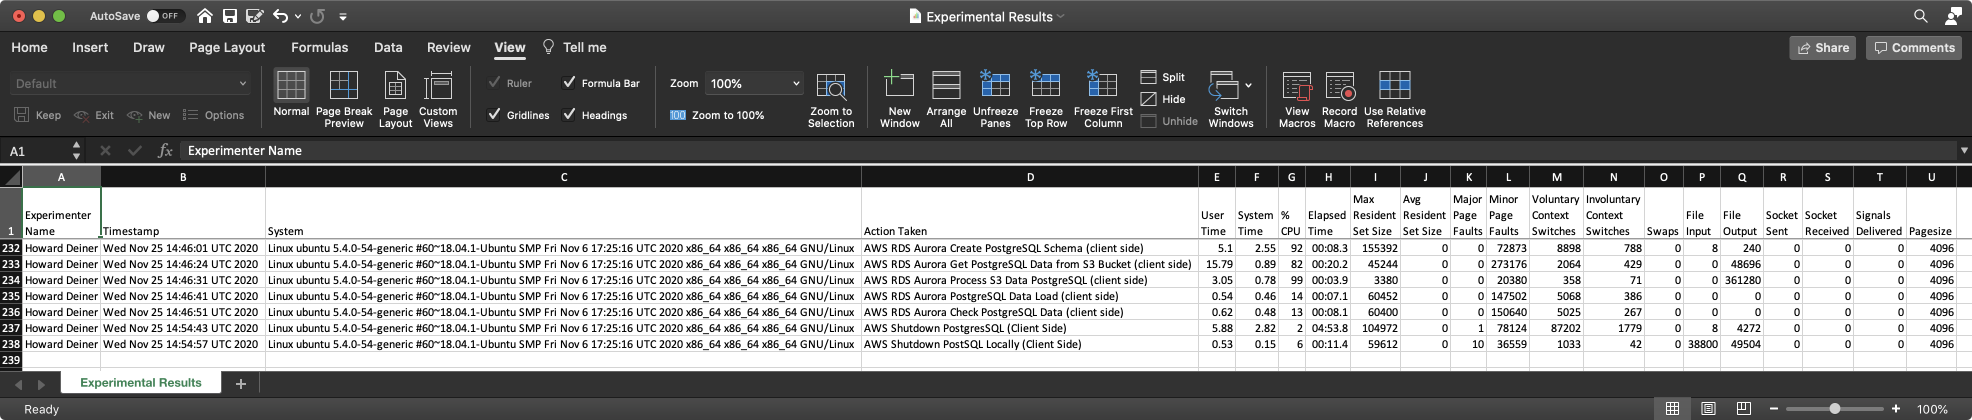 AutoSave OFF Experimental Results
Home Insert Draw Page Layout Formulas Data Review View Tell me Share Comments
Default Ruler Formula Bar Zoom 100% Split
Keep Exit New Options Normal Page Break Preview Page Layout Custom Views Gridlines Headings 100 Zoom to 100% Zoom to Selection New Window Arrange All Unfreeze Panes Freeze Top Row Freeze First Column Hide Unhide Switch Windows View Macros Record Macro Use Relative References
A1 fx Experimenter Name
A B C D E F G H I J K L M N O P Q R S T U
1 Experimenter Name Timestamp System Action Taken User Time System Time % CPU Elapsed Time Max Resident Set Size Avg Resident Set Size Major Page Faults Minor Page Faults Voluntary Context Switches Involuntary Context Switches Swaps File Input File Output Socket Sent Socket Received Signals Delivered Pagesize
232 Howard Deiner Wed Nov 25 14:46:01 UTC 2020 Linux ubuntu 5.4.0-54-generic #60~18.04.1-Ubuntu SMP Fri Nov 6 17:25:16 UTC 2020 x86_64 x86_64 x86_64 GNU/Linux AWS RDS Aurora Create PostgreSQL Schema (client side) 5.1 2.55 92 00:08.3 155392 0 0 72873 8898 788 0 8 240 0 0 0 4096
233 Howard Deiner Wed Nov 25 14:46:24 UTC 2020 Linux ubuntu 5.4.0-54-generic #60~18.04.1-Ubuntu SMP Fri Nov 6 17:25:16 UTC 2020 x86_64 x86_64 x86_64 GNU/Linux AWS RDS Aurora Get PostgreSQL Data from S3 Bucket (client side) 15.79 0.89 82 00:20.2 45244 0 0 273176 2064 429 0 0 48696 0 0 0 4096
234 Howard Deiner Wed Nov 25 14:46:31 UTC 2020 Linux ubuntu 5.4.0-54-generic #60~18.04.1-Ubuntu SMP Fri Nov 6 17:25:16 UTC 2020 x86_64 x86_64 x86_64 GNU/Linux AWS RDS Aurora Process S3 Data PostgreSQL (client side) 3.05 0.78 99 00:03.9 3380 0 0 20380 358 71 0 0 361280 0 0 0 4096
235 Howard Deiner Wed Nov 25 14:46:41 UTC 2020 Linux ubuntu 5.4.0-54-generic #60~18.04.1-Ubuntu SMP Fri Nov 6 17:25:16 UTC 2020 x86_64 x86_64 x86_64 GNU/Linux AWS RDS Aurora PostgreSQL Data Load (client side) 0.54 0.46 14 00:07.1 60452 0 0 147502 5068 386 0 0 0 0 0 0 4096
236 Howard Deiner Wed Nov 25 14:46:51 UTC 2020 Linux ubuntu 5.4.0-54-generic #60~18.04.1-Ubuntu SMP Fri Nov 6 17:25:16 UTC 2020 x86_64 x86_64 x86_64 GNU/Linux AWS RDS Aurora Check PostgreSQL Data (client side) 0.62 0.48 13 00:08.1 60400 0 0 150640 5025 267 0 0 0 0 0 0 4096
237 Howard Deiner Wed Nov 25 14:54:43 UTC 2020 Linux ubuntu 5.4.0-54-generic #60~18.04.1-Ubuntu SMP Fri Nov 6 17:25:16 UTC 2020 x86_64 x86_64 x86_64 GNU/Linux AWS Shutdown PostgresSQL (Client Side) 5.88 2.82 2 04:53.8 104972 0 1 78124 87202 1779 0 8 4272 0 0 0 4096
238 Howard Deiner Wed Nov 25 14:54:57 UTC 2020 Linux ubuntu 5.4.0-54-generic #60~18.04.1-Ubuntu SMP Fri Nov 6 17:25:16 UTC 2020 x86_64 x86_64 x86_64 GNU/Linux AWS Shutdown PostSQL Locally (Client Side) 0.53 0.15 6 00:11.4 59612 0 10 36559 1033 42 0 38800 49504 0 0 0 4096
239
Experimental Results
Ready 100%